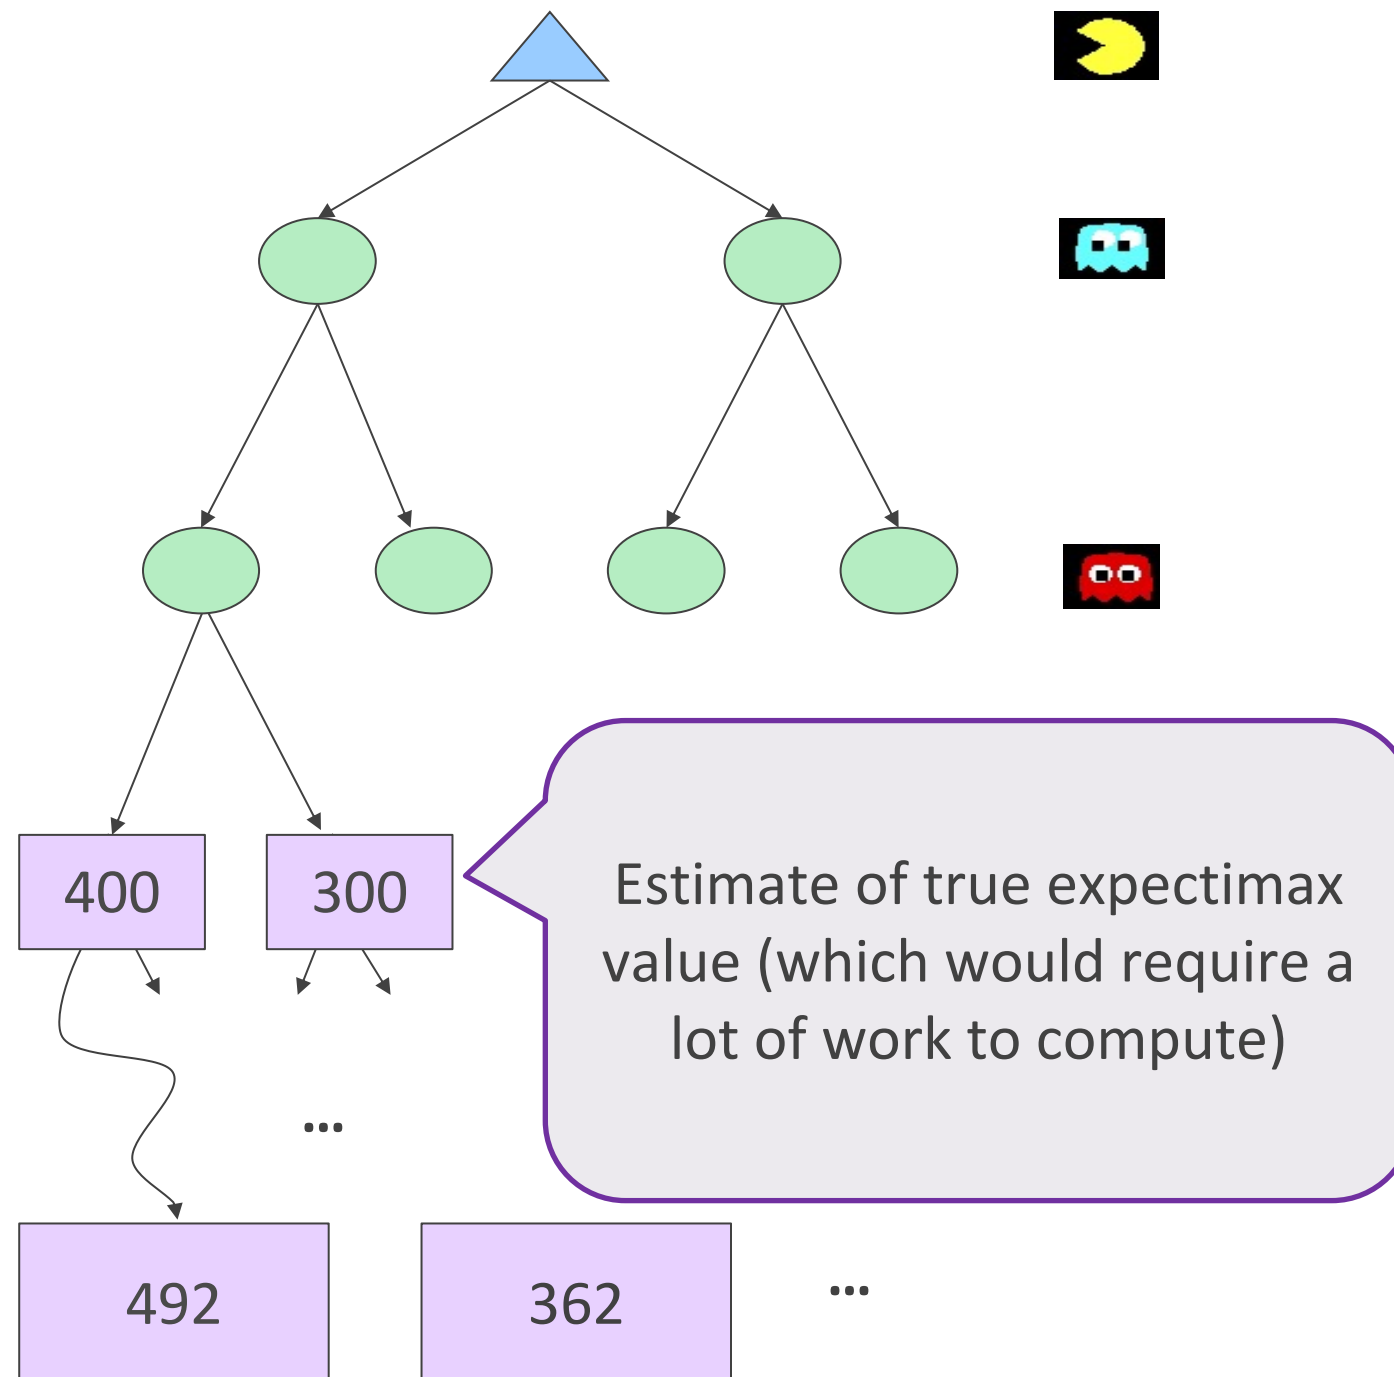 400
300
Estimate of true expectimax
value (which would require a
lot of work to compute)
...
492
362
...